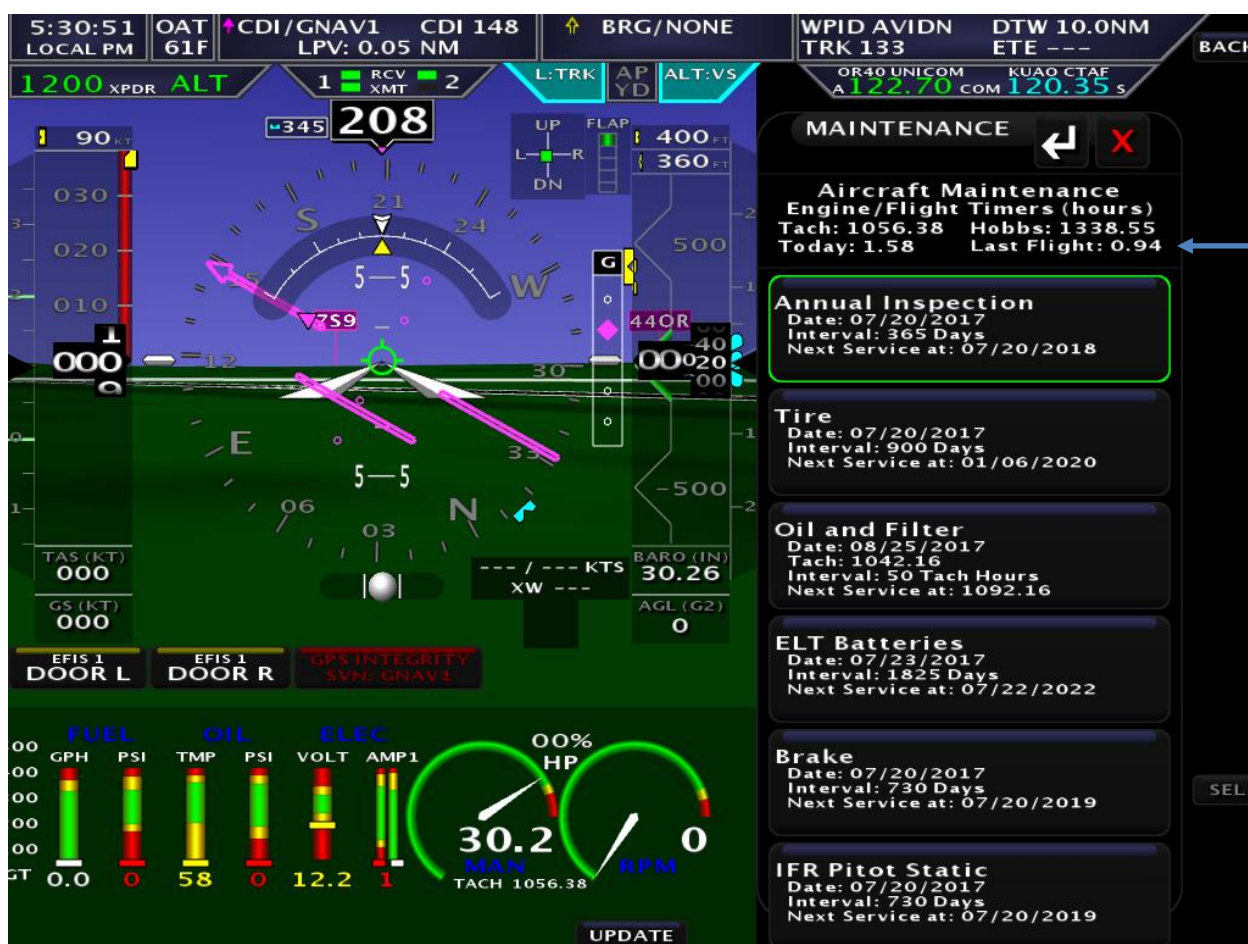 5:30:51
LOCAL PM
OAT
61F
CDI/GNAV1 CDI 148
LPV: 0.05 NM
BRG/NONE
WPID AVIDN DTW 10.0NM
TRK 133 ETE ---
BACK
1200 XPDR ALT
1 RCV 2
XMT
L:TRK AP ALT:VS
YD
OR40 UNICOM KUAO CTAF
A 122.70 COM 120.35 S
345
208
90 KT
UP
L R
DN
FLAP
400 FT
360 FT
030
020
010
000
S
21
24
W
30
33
N
03
06
E
12
15
5 5
7S9
5 5
G
44OR
500
-500
2
1
1
2
40
00020
00
TAS (KT)
000
GS (KT)
000
--- / --- KTS
XW ---
BARO (IN)
30.26
AGL (G2)
0
EFIS 1
DOOR L
EFIS 1
DOOR R
GPS INTEGRITY
SVN: GNAV1
FUEL OIL ELEC
GPH PSI TMP PSI VOLT AMP1
0.0 0 58 0 12.2 1
00%
HP
30.2
MAN
TACH 1056.38
0
RPM
UPDATE
MAINTENANCE
X
Aircraft Maintenance
Engine/Flight Timers (hours)
Tach: 1056.38 Hobbs: 1338.55
Today: 1.58 Last Flight: 0.94
Annual Inspection
Date: 07/20/2017
Interval: 365 Days
Next Service at: 07/20/2018
Tire
Date: 07/20/2017
Interval: 900 Days
Next Service at: 01/06/2020
Oil and Filter
Date: 08/25/2017
Tach: 1042.16
Interval: 50 Tach Hours
Next Service at: 1092.16
ELT Batteries
Date: 07/23/2017
Interval: 1825 Days
Next Service at: 07/22/2022
Brake
Date: 07/20/2017
Interval: 730 Days
Next Service at: 07/20/2019
IFR Pitot Static
Date: 07/20/2017
Interval: 730 Days
Next Service at: 07/20/2019
SEL